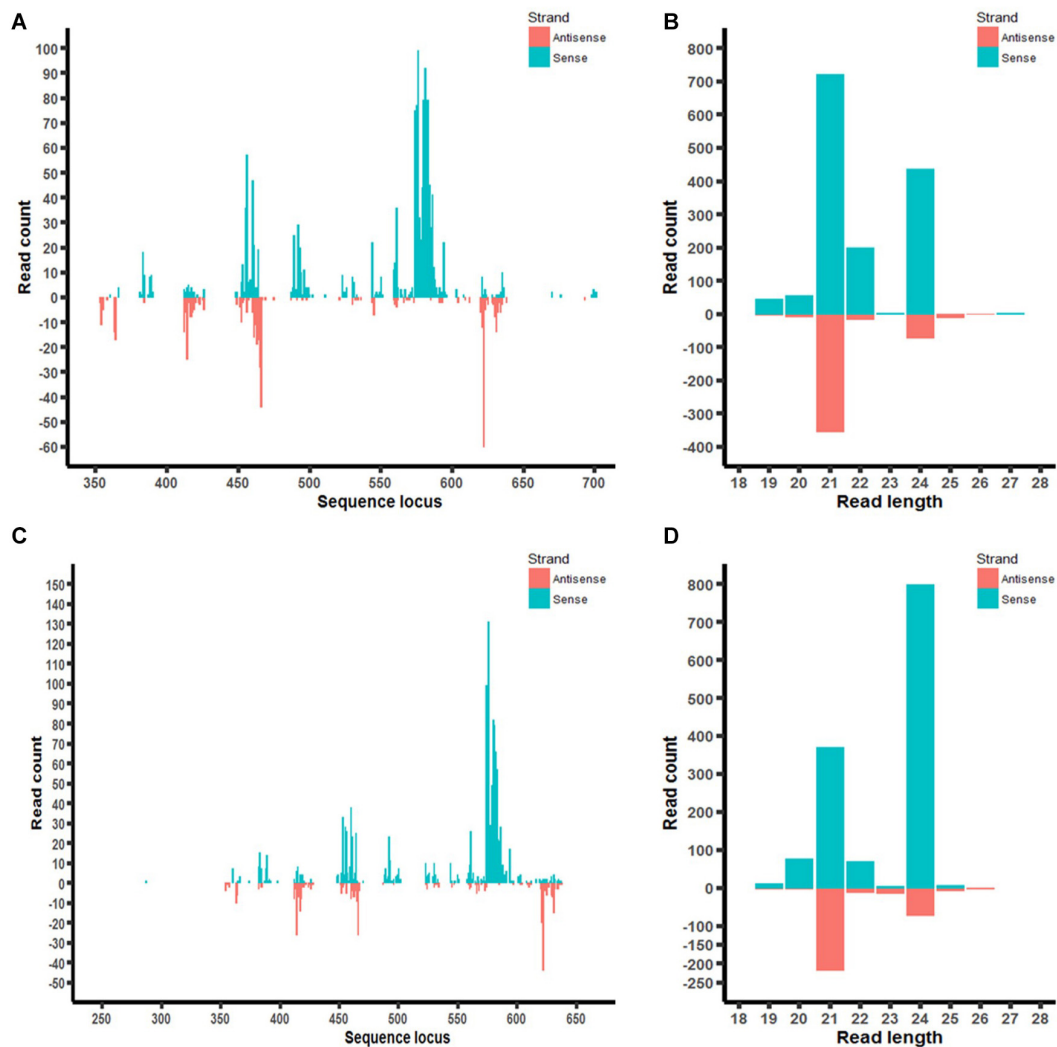 A
Strand
Antisense
Sense
100
90
80
70
60
50
40
30
20
10
0
-10
-20
-30
-40
-50
-60
Read count
350 400 450 500 550 600 650 700
Sequence locus
B
Strand
Antisense
Sense
800
700
600
500
400
300
200
100
0
-100
-200
-300
-400
Read count
18 19 20 21 22 23 24 25 26 27 28
Read length
C
Strand
Antisense
Sense
150
140
130
120
110
100
90
80
70
60
50
40
30
20
10
0
-10
-20
-30
-40
-50
Read count
250 300 350 400 450 500 550 600 650
Sequence locus
D
Strand
Antisense
Sense
800
700
600
500
400
300
200
100
0
-100
-150
-200
-250
Read count
18 19 20 21 22 23 24 25 26 27 28
Read length